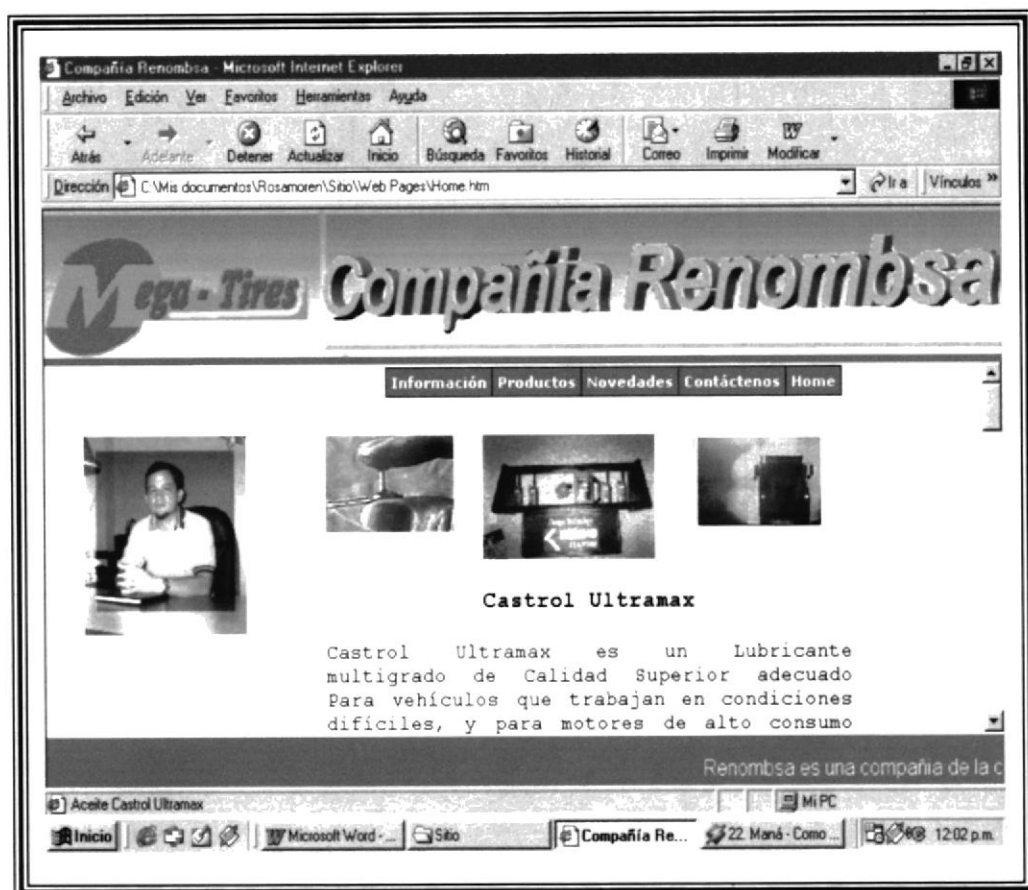 Compañía Renombsa - Microsoft Internet Explorer
Archivo Edición Ver Favoritos Herramientas Ayuda
Atrás Adelante Detener Actualizar Inicio Búsqueda Favoritos Historial Correo Imprimir Modificar
Dirección C:\Mis documentos\Rosamoren\Sitio\Web Pages\Home.htm Ir a Vínculos »
Mega - Tires Compañia Renombsa
Información Productos Novedades Contáctenos Home
Castrol Ultramax
Castrol Ultramax es un Lubricante
multigrado de Calidad Superior adecuado
Para vehículos que trabajan en condiciones
difíciles, y para motores de alto consumo
Renombsa es una compañia de la c
Aceite Castrol Ultramax Mi PC
Inicio Microsoft Word - ... Sitio Compañía Re... 22. Maná - Como ... 12:02 p.m.